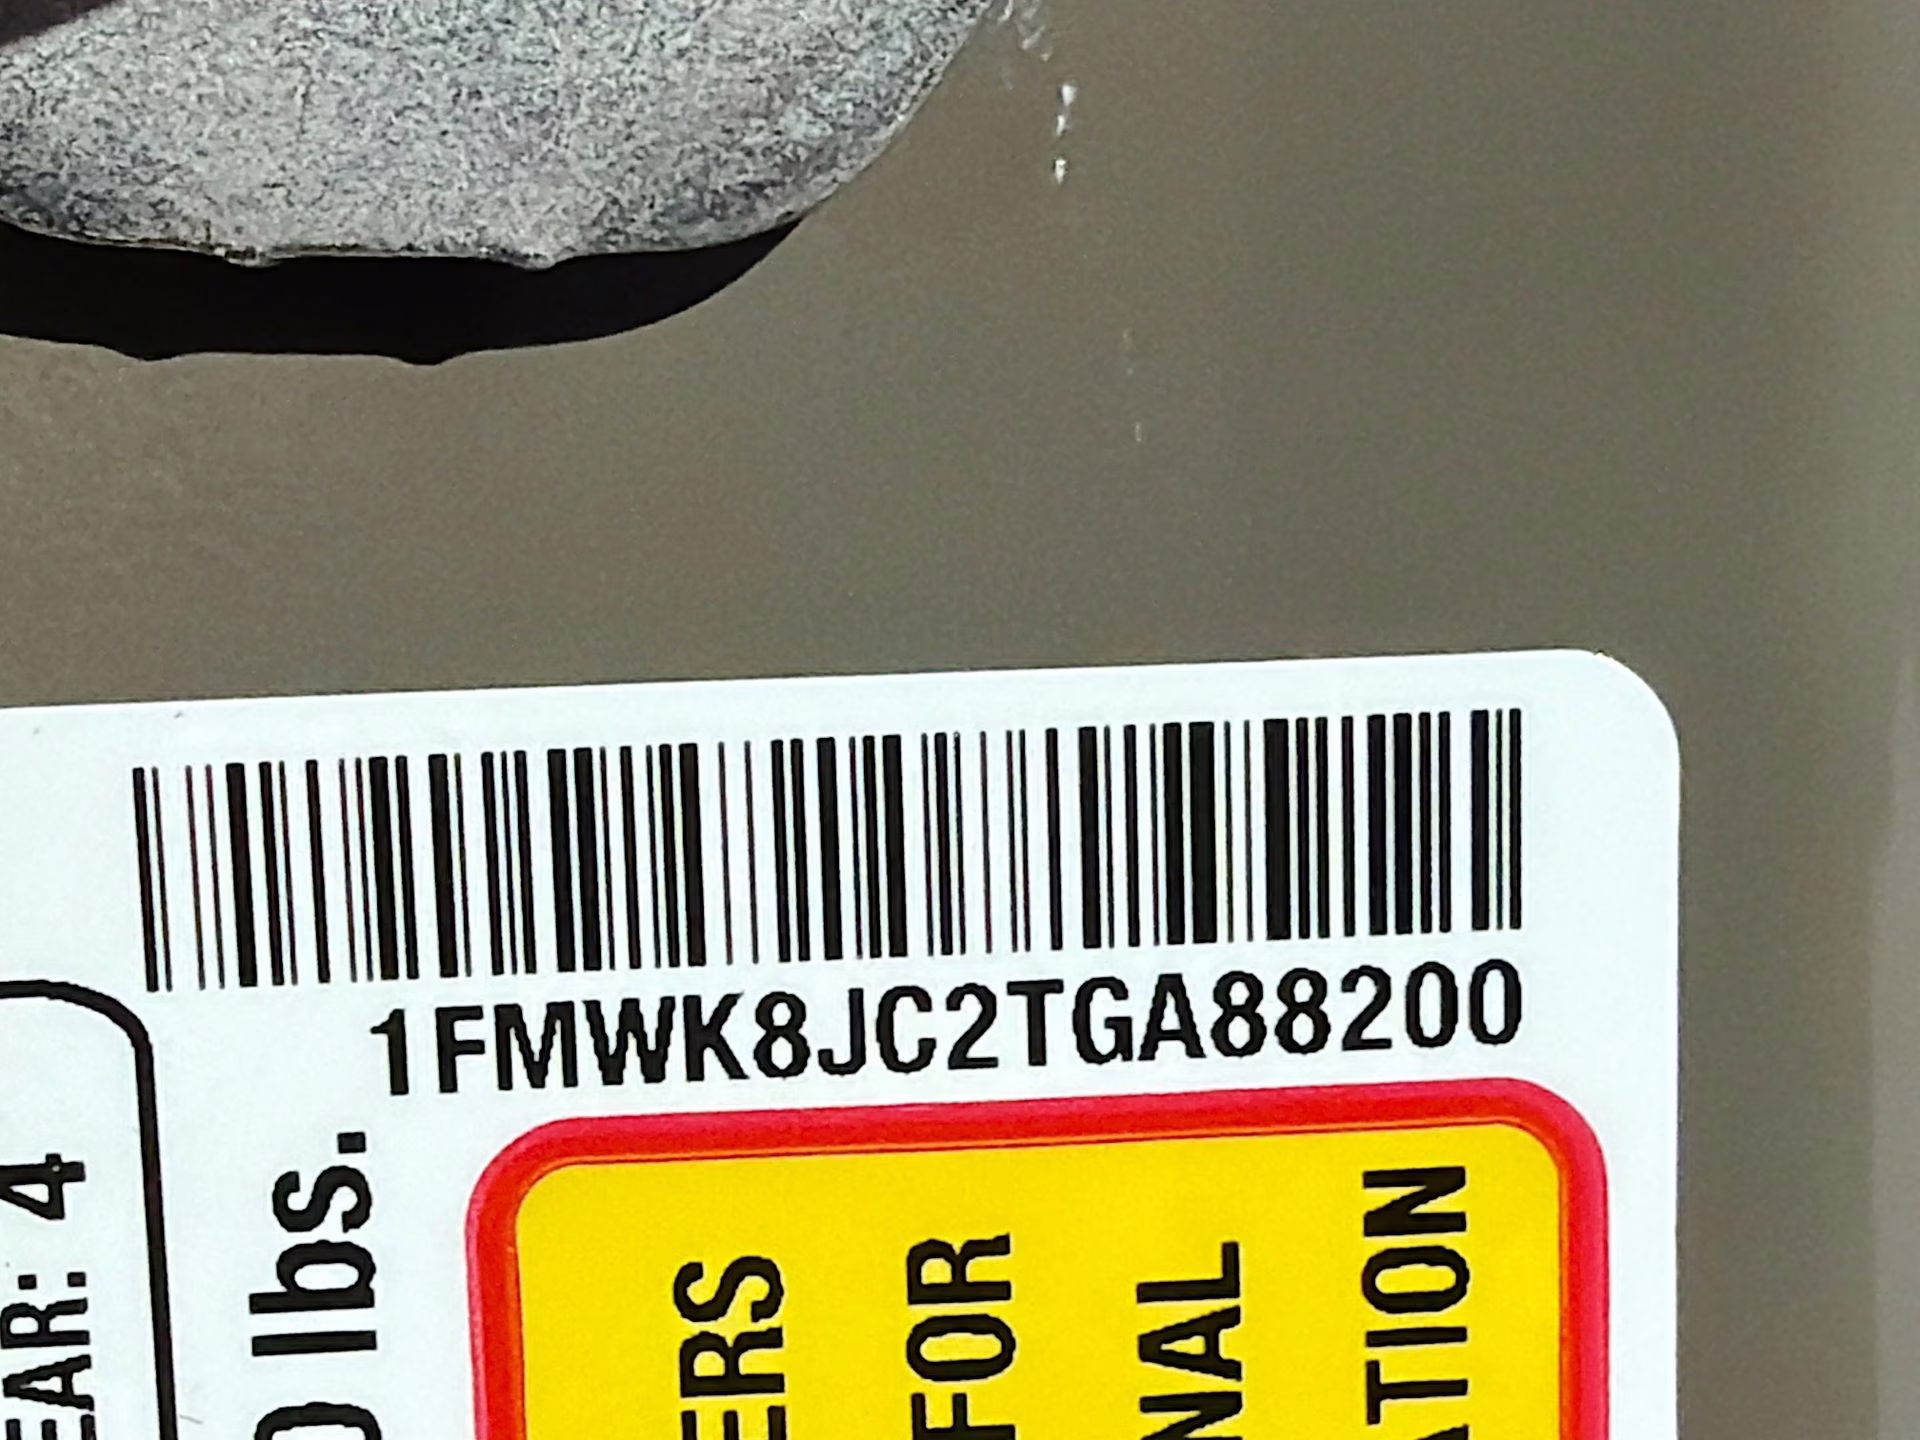 1FMWK8JC2TGA88200
EAR: 4
lbs.
ERS
FOR
NAL
ATION